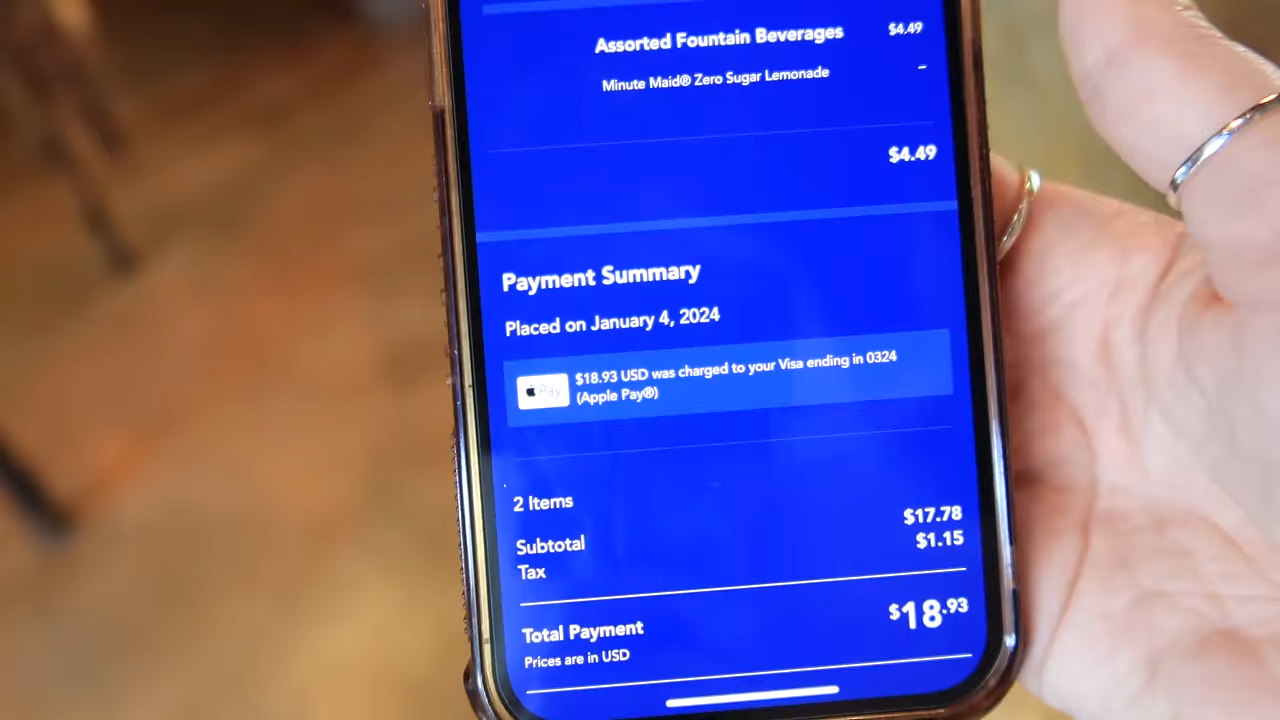 Assorted Fountain Beverages $4.49
Minute Maid® Zero Sugar Lemonade –
$4.49
Payment Summary
Placed on January 4, 2024
Pay $18.93 USD was charged to your Visa ending in 0324
(Apple Pay®)
2 Items
Subtotal $17.78
Tax $1.15
Total Payment $18.93
Prices are in USD